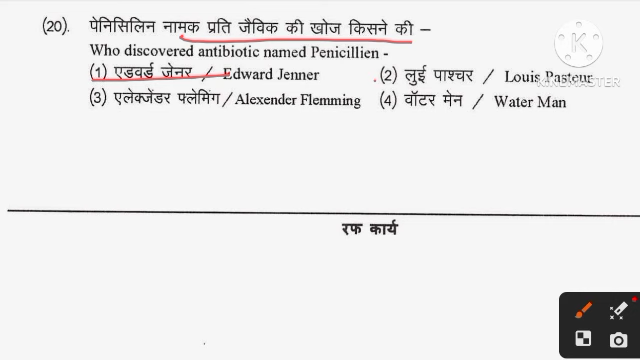 (20). पेनिसिलिन नामक प्रति जैविक की खोज किसने की –
Who discovered antibiotic named Penicillien -
(1) एडवर्ड जेनर / Edward Jenner (2) लुई पाश्चर / Louis Pasteur
(3) एलेक्जेंडर फ्लेमिंग / Alexender Flemming (4) वॉटर मेन / Water Man
रफ कार्य
K
KINEMASTER